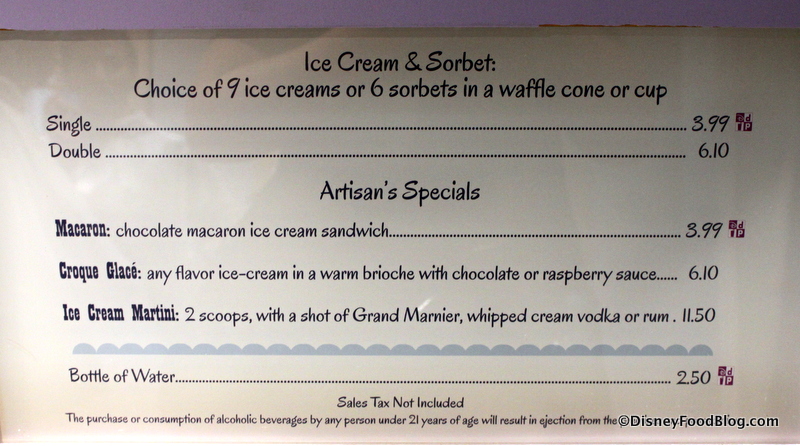 Ice Cream & Sorbet:
Choice of 9 ice creams or 6 sorbets in a waffle cone or cup
Single ........ 3.99
Double ........ 6.10
Artisan's Specials
Macaron: chocolate macaron ice cream sandwich........ 3.99
Croque Glacé: any flavor ice-cream in a warm brioche with chocolate or raspberry sauce...... 6.10
Ice Cream Martini: 2 scoops, with a shot of Grand Marnier, whipped cream vodka or rum . 11.50
Bottle of Water........ 2.50
Sales Tax Not Included
The purchase or consumption of alcoholic beverages by any person under 21 years of age will result in ejection from the
©DisneyFoodBlog.com